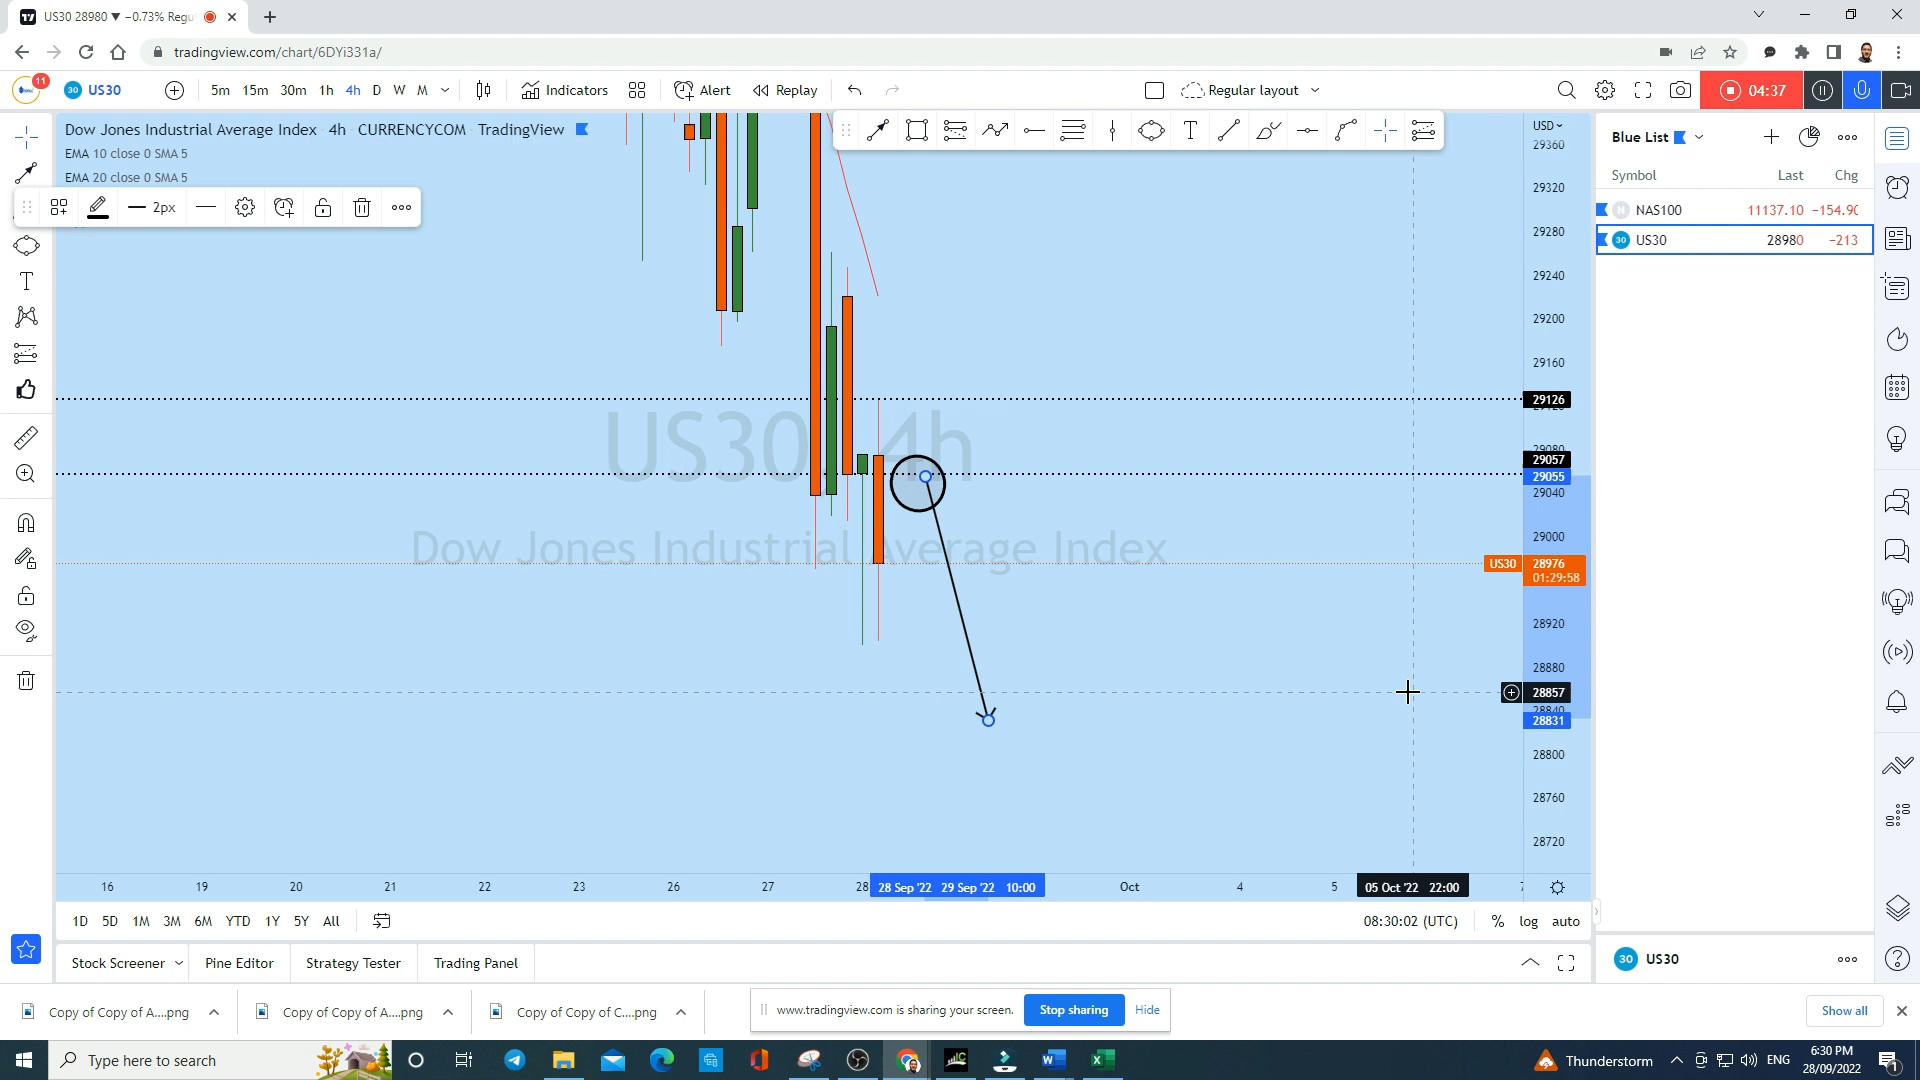 US30 28980 ▼ −0.73% Regu
tradingview.com/chart/6DYi331a/
11
30 US30
5m 15m 30m 1h 4h D W M
Indicators
Alert
Replay
Regular layout
04:37
Dow Jones Industrial Average Index 4h CURRENCYCOM TradingView
EMA 10 close 0 SMA 5
EMA 20 close 0 SMA 5
2px
USD
29360
29320
29280
29240
29200
29160
29126
29080
29057
29055
29040
29000
US30 28976
01:29:58
28920
28880
28857
28840
28831
28800
28760
28720
US30, 4h
Dow Jones Industrial Average Index
16 19 20 21 22 23 26 27 28 28 Sep '22 29 Sep '22 10:00 Oct 4 5 05 Oct '22 22:00
1D 5D 1M 3M 6M YTD 1Y 5Y All
08:30:02 (UTC) % log auto
Stock Screener Pine Editor Strategy Tester Trading Panel
Blue List
Symbol Last Chg
N NAS100 11137.10 −154.90
30 US30 28980 −213
30 US30
Copy of Copy of A....png
Copy of Copy of A....png
Copy of Copy of C....png
www.tradingview.com is sharing your screen. Stop sharing Hide
Show all
Type here to search
Thunderstorm
ENG
6:30 PM
28/09/2022
1